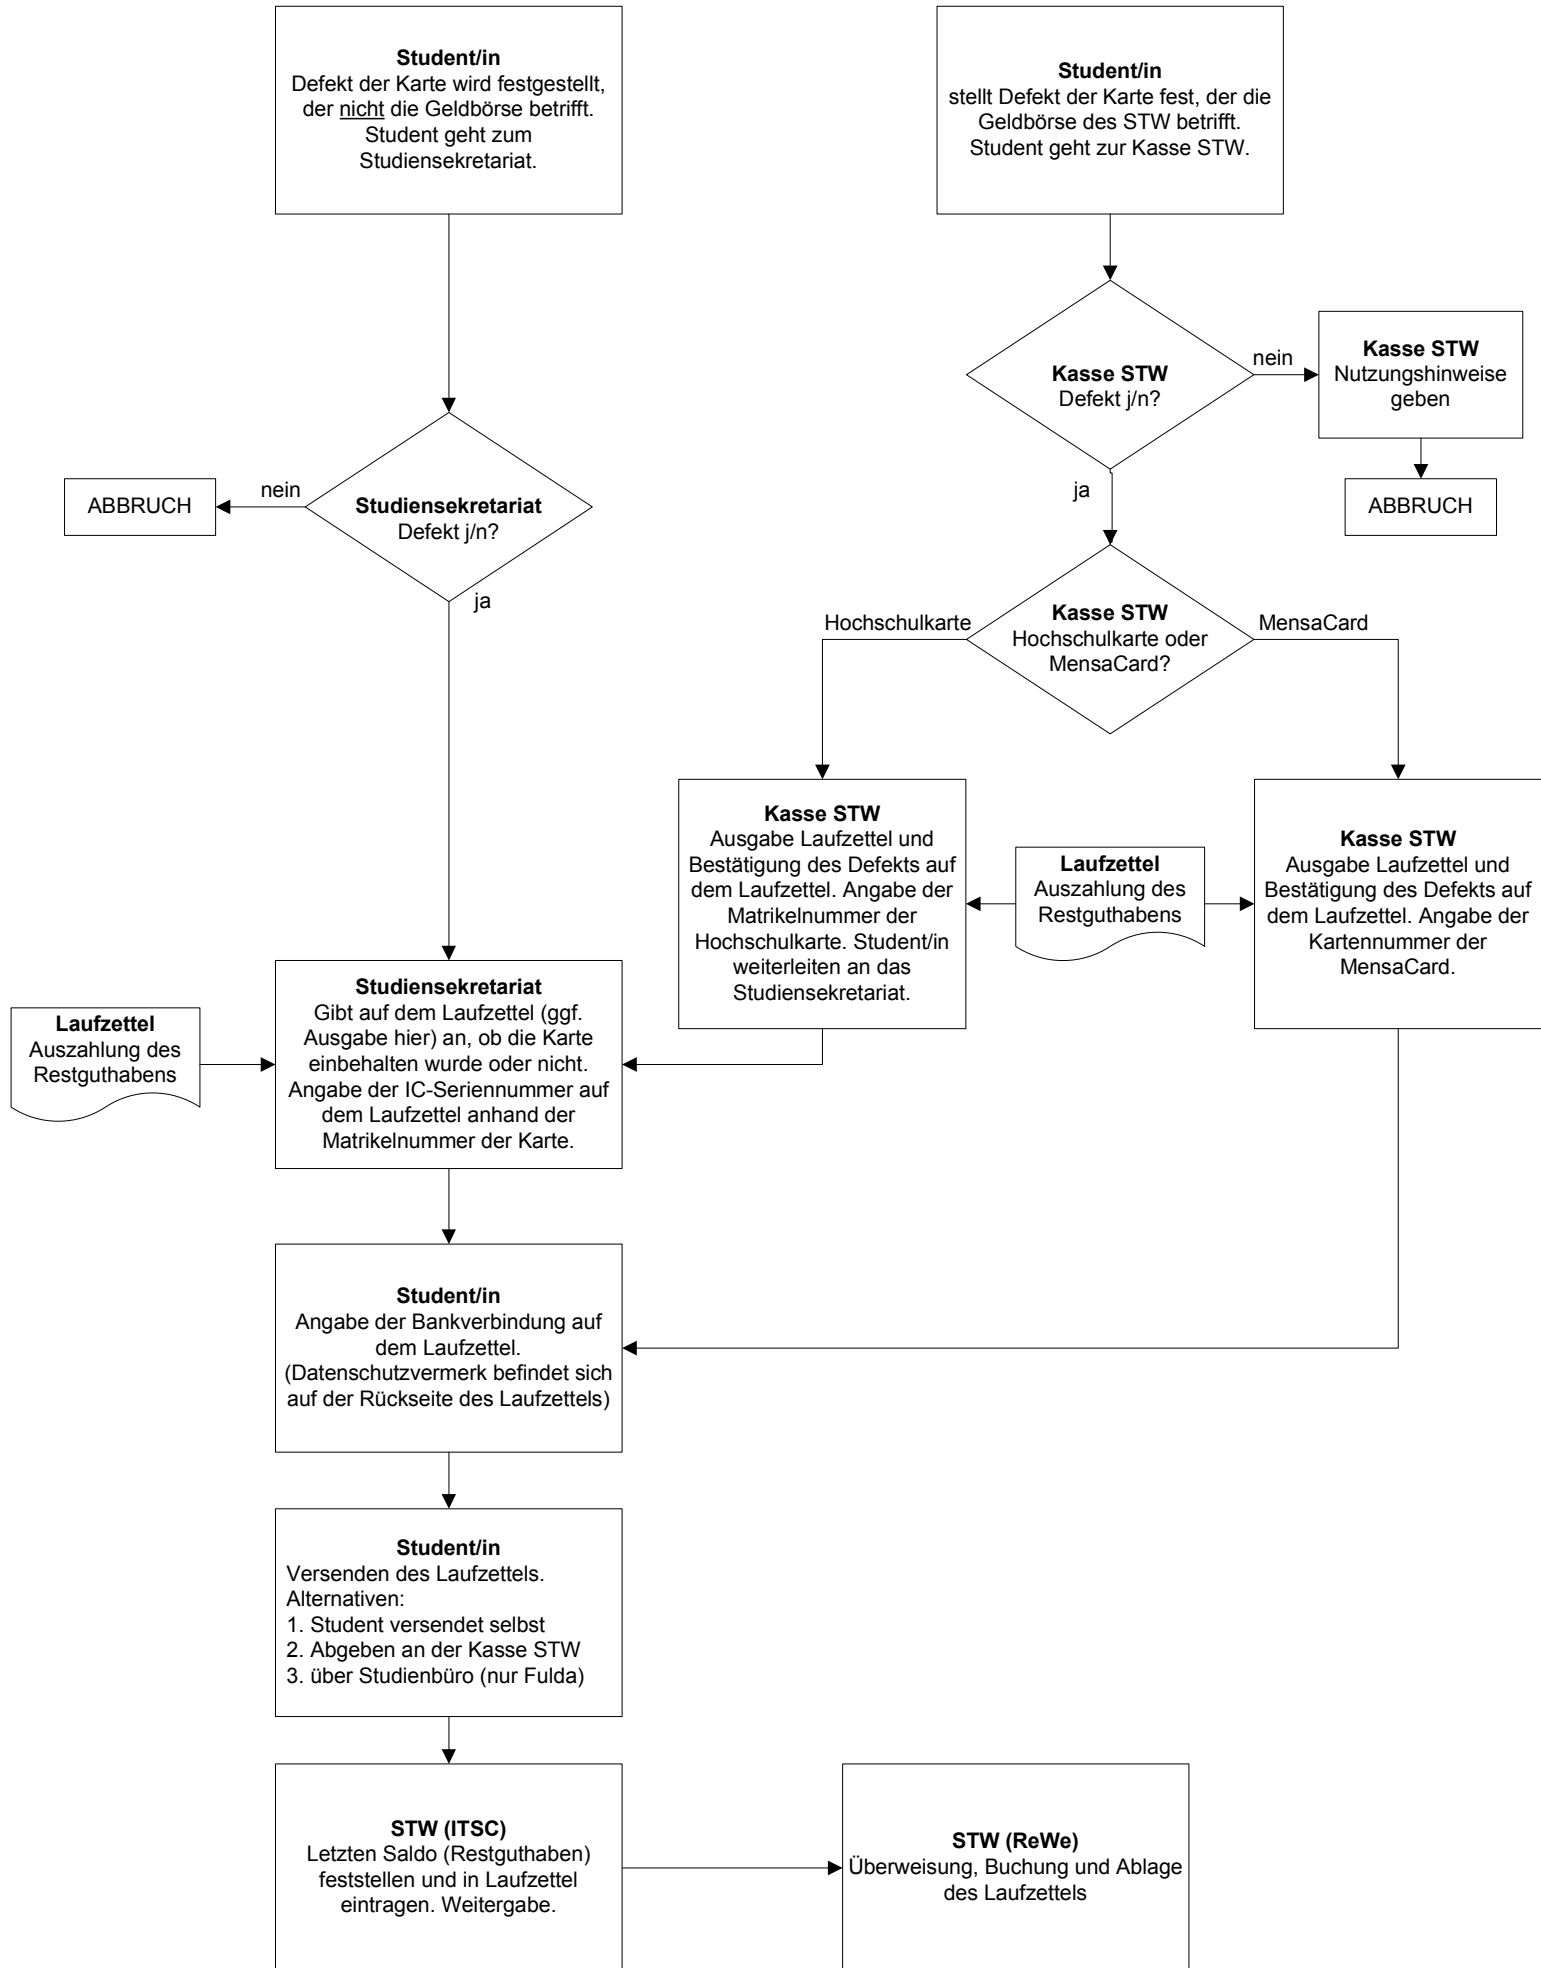 Student/in
Defekt der Karte wird festgestellt,
der nicht die Geldbörse betrifft.
Student geht zum
Studiensekretariat.
Student/in
stellt Defekt der Karte fest, der die
Geldbörse des STW betrifft.
Student geht zur Kasse STW.
Kasse STW
Defekt j/n?
nein
Kasse STW
Nutzungshinweise
geben
ja
ABBRUCH
ABBRUCH
nein
Studiensekretariat
Defekt j/n?
ja
Hochschulkarte
Kasse STW
Hochschulkarte oder
MensaCard?
MensaCard
Kasse STW
Ausgabe Laufzettel und
Bestätigung des Defekts auf
dem Laufzettel. Angabe der
Matrikelnummer der
Hochschulkarte. Student/in
weiterleiten an das
Studiensekretariat.
Laufzettel
Auszahlung des
Restguthabens
Kasse STW
Ausgabe Laufzettel und
Bestätigung des Defekts auf
dem Laufzettel. Angabe der
Kartennummer der
MensaCard.
Laufzettel
Auszahlung des
Restguthabens
Studiensekretariat
Gibt auf dem Laufzettel (ggf.
Ausgabe hier) an, ob die Karte
einbehalten wurde oder nicht.
Angabe der IC-Seriennummer auf
dem Laufzettel anhand der
Matrikelnummer der Karte.
Student/in
Angabe der Bankverbindung auf
dem Laufzettel.
(Datenschutzvermerk befindet sich
auf der Rückseite des Laufzettels)
Student/in
Versenden des Laufzettels.
Alternativen:
1. Student versendet selbst
2. Abgeben an der Kasse STW
3. über Studienbüro (nur Fulda)
STW (ITSC)
Letzten Saldo (Restguthaben)
feststellen und in Laufzettel
eintragen. Weitergabe.
STW (ReWe)
Überweisung, Buchung und Ablage
des Laufzettels